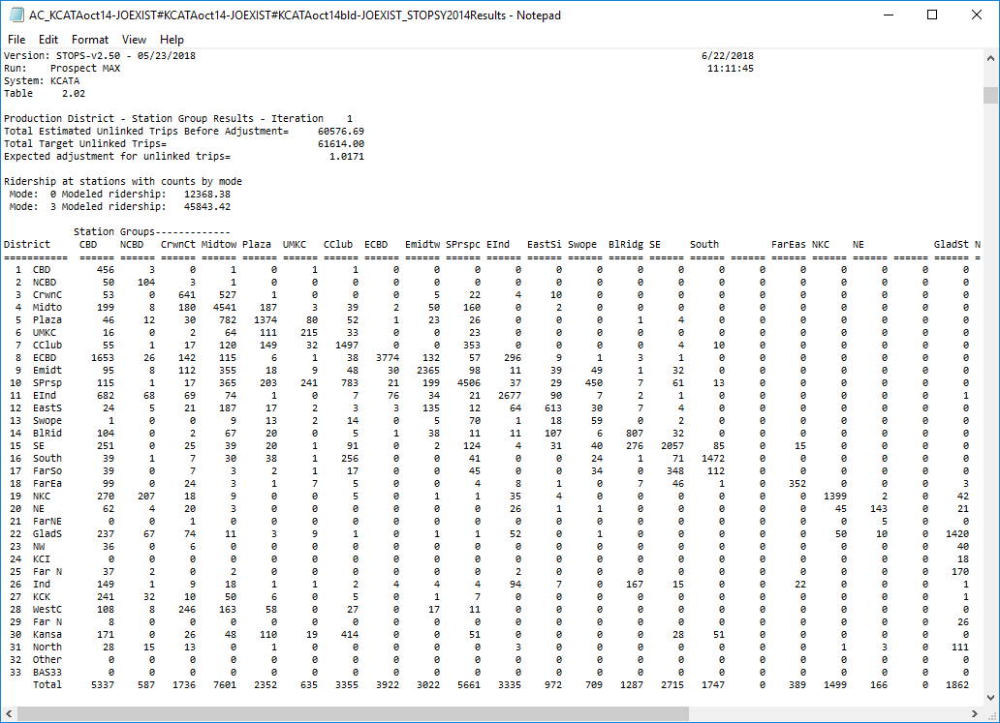 AC_KCATAoct14-JOEXIST#KCATAoct14-JOEXIST#KCATAoct14bld-JOEXIST_STOPSY2014Results - Notepad
File Edit Format View Help
Version: STOPS-v2.50 - 05/23/2018 6/22/2018
Run: Prospect MAX 11:11:45
System: KCATA
Table 2.02
Production District - Station Group Results - Iteration 1
Total Estimated Unlinked Trips Before Adjustment= 60576.69
Total Target Unlinked Trips= 61614.00
Expected adjustment for unlinked trips= 1.0171
Ridership at stations with counts by mode
Mode: 0 Modeled ridership: 12368.38
Mode: 3 Modeled ridership: 45843.42
Station Groups-------------
District CBD NCBD CrwnCt Midtow Plaza UMKC CClub ECBD Emidtw SPrspc EInd EastSi Swope BlRidg SE South FarEas NKC NE GladSt N
=========== ====== ====== ====== ====== ====== ====== ====== ====== ====== ====== ====== ====== ====== ====== ====== ====== ====== ====== ====== ====== ====== ====== =
1 CBD 456 3 0 1 0 1 1 0 0 0 0 0 0 0 0 0 0 0 0 0 0 0
2 NCBD 50 104 3 1 0 0 0 0 0 0 0 0 0 0 0 0 0 0 0 0 0 0
3 CrwnC 53 0 641 527 1 0 0 0 5 22 4 10 0 0 0 0 0 0 0 0 0 0
4 Midto 199 8 180 4541 187 3 39 2 50 160 0 2 0 0 0 0 0 0 0 0 0 0
5 Plaza 46 12 30 782 1374 80 52 1 23 26 0 0 0 1 4 0 0 0 0 0 0 0
6 UMKC 16 0 2 64 111 215 33 0 0 23 0 0 0 0 0 0 0 0 0 0 0 0
7 CClub 55 1 17 120 149 32 1497 0 0 353 0 0 0 0 4 10 0 0 0 0 0 0
8 ECBD 1653 26 142 115 6 1 38 3774 132 57 296 9 1 3 1 0 0 0 0 0 0 0
9 Emidt 95 8 112 355 18 9 48 30 2365 98 11 39 49 1 32 0 0 0 0 0 0 0
10 SPrsp 115 1 17 365 203 241 783 21 199 4506 37 29 450 7 61 13 0 0 0 0 0 0
11 EInd 682 68 69 74 1 0 7 76 34 21 2677 90 7 2 1 0 0 0 0 0 0 1
12 EastS 24 5 21 187 17 2 3 3 135 12 64 613 30 7 4 0 0 0 0 0 0 0
13 Swope 1 0 0 9 13 2 14 0 5 70 1 18 59 0 2 0 0 0 0 0 0 0
14 BlRid 104 0 2 67 20 0 5 1 38 11 11 107 6 807 32 0 0 0 0 0 0 0
15 SE 251 0 25 39 20 1 91 0 2 124 4 31 40 276 2057 85 0 15 0 0 0 0
16 South 39 1 7 30 38 1 256 0 0 41 0 0 24 1 71 1472 0 0 0 0 0 0
17 FarSo 39 0 7 3 2 1 17 0 0 45 0 0 34 0 348 112 0 0 0 0 0 0
18 FarEa 99 0 24 3 1 7 5 0 0 4 8 1 0 7 46 1 0 352 0 0 0 3
19 NKC 270 207 18 9 0 0 5 0 1 1 35 4 0 0 0 0 0 0 1399 2 0 42
20 NE 62 4 20 3 0 0 0 0 0 0 26 1 1 0 0 0 0 0 45 143 0 21
21 FarNE 0 0 1 0 0 0 0 0 0 0 0 0 0 0 0 0 0 0 0 5 0 0
22 GladS 237 67 74 11 3 9 1 0 1 1 52 0 1 0 0 0 0 0 50 10 0 1420
23 NW 36 0 6 0 0 0 0 0 0 0 0 0 0 0 0 0 0 0 0 0 0 40
24 KCI 0 0 0 0 0 0 0 0 0 0 0 0 0 0 0 0 0 0 0 0 0 18
25 Far N 37 2 0 2 0 0 0 0 0 0 2 0 0 0 0 0 0 0 0 0 0 170
26 Ind 149 1 9 18 1 1 2 4 4 4 94 7 0 167 15 0 0 22 0 0 0 1
27 KCK 241 32 10 50 6 0 5 0 1 7 0 0 0 0 0 0 0 0 0 0 0 1
28 WestC 108 8 246 163 58 0 27 0 17 11 0 0 0 0 0 0 0 0 0 0 0 0
29 Far N 8 0 0 0 0 0 0 0 0 0 0 0 0 0 0 0 0 0 0 0 0 26
30 Kansa 171 0 26 48 110 19 414 0 0 51 0 0 0 0 28 51 0 0 0 0 0 0
31 North 28 15 13 0 1 0 0 0 0 0 3 0 0 0 0 0 0 0 1 3 0 111
32 Other 0 0 0 0 0 0 0 0 0 0 0 0 0 0 0 0 0 0 0 0 0 0
33 BAS33 0 0 0 0 0 0 0 0 0 0 0 0 0 0 0 0 0 0 0 0 0 0
Total 5337 587 1736 7601 2352 635 3355 3922 3022 5661 3335 972 709 1287 2715 1747 0 389 1499 166 0 1862